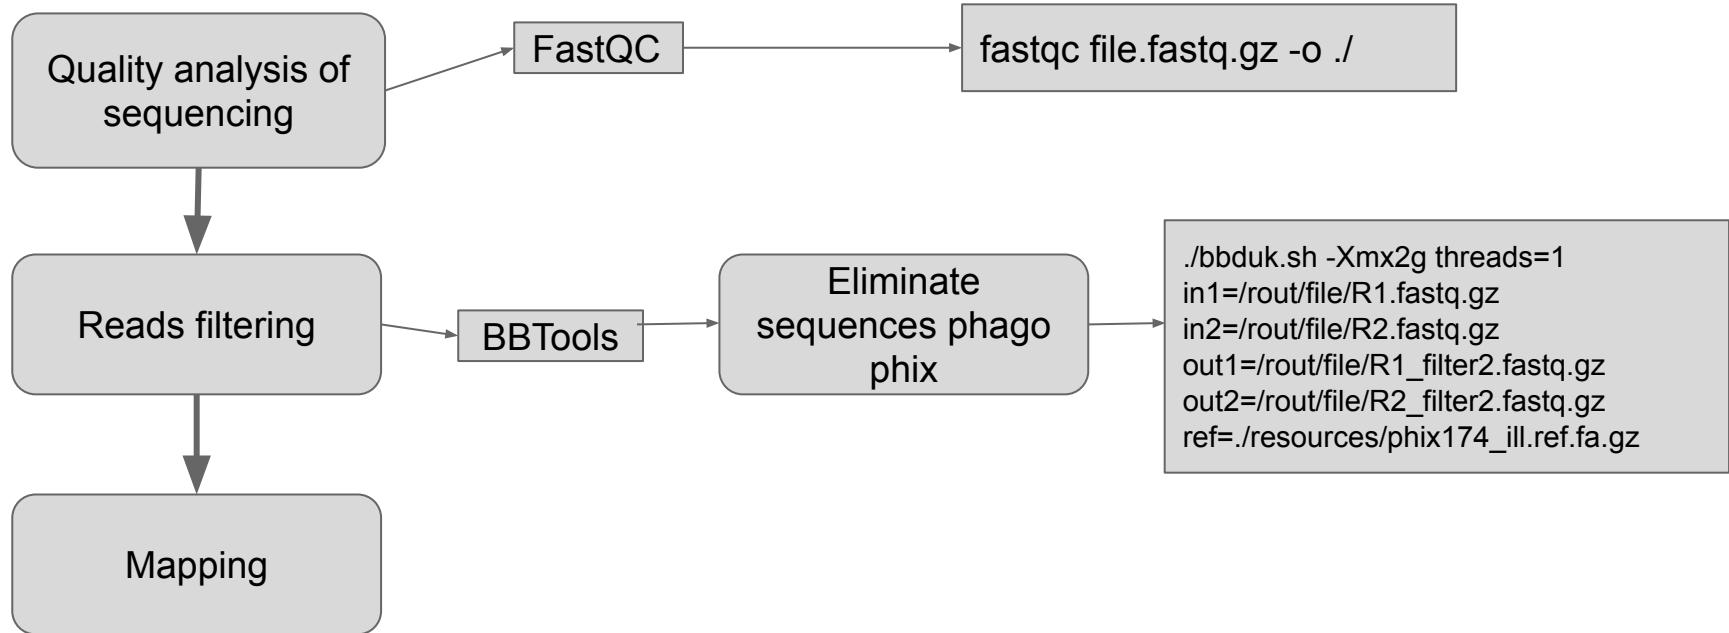 Quality analysis of
sequencing
FastQC
fastqc file.fastq.gz -o ./
Reads filtering
BBTools
Eliminate
sequences phago
phix
./bbduk.sh -Xmx2g threads=1
in1=/rout/file/R1.fastq.gz
in2=/rout/file/R2.fastq.gz
out1=/rout/file/R1_filter2.fastq.gz
out2=/rout/file/R2_filter2.fastq.gz
ref=./resources/phix174_ill.ref.fa.gz
Mapping